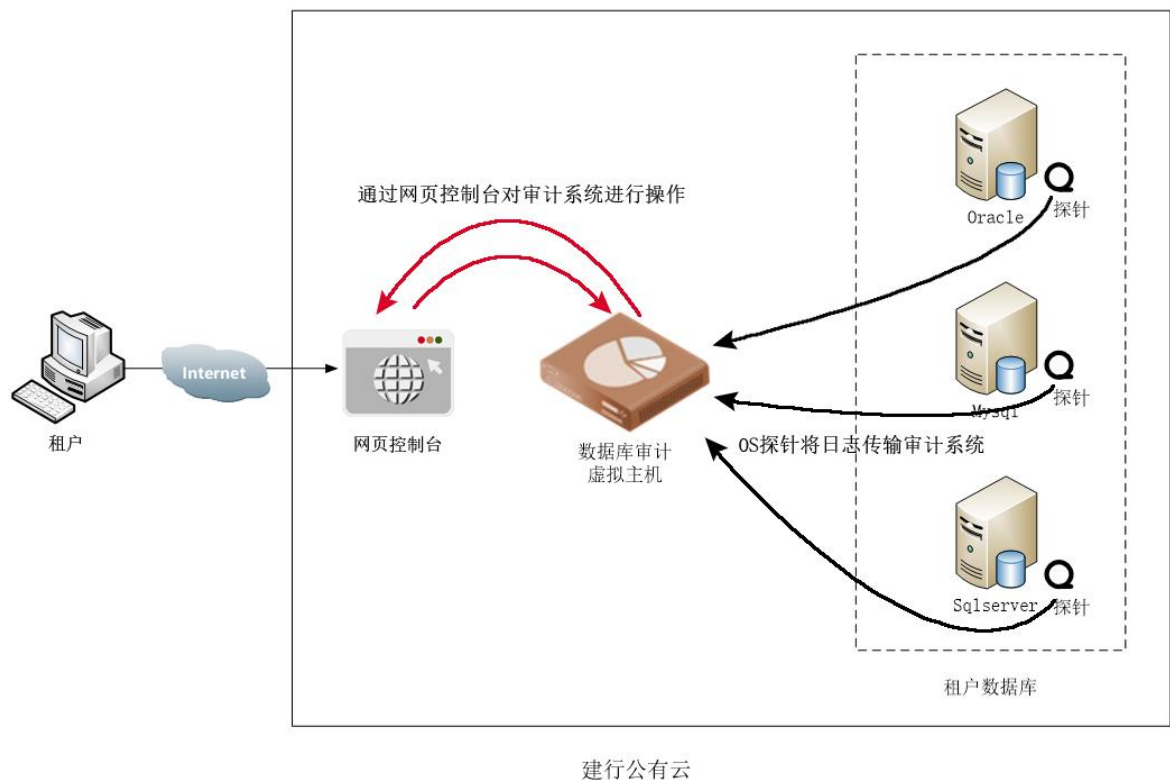 通过网页控制台对审计系统进行操作
Oracle
探针
Internet
租户
网页控制台
数据库审计
虚拟主机
Mysql
探针
OS探针将日志传输审计系统
Sqlserver
探针
租户数据库
建行公有云